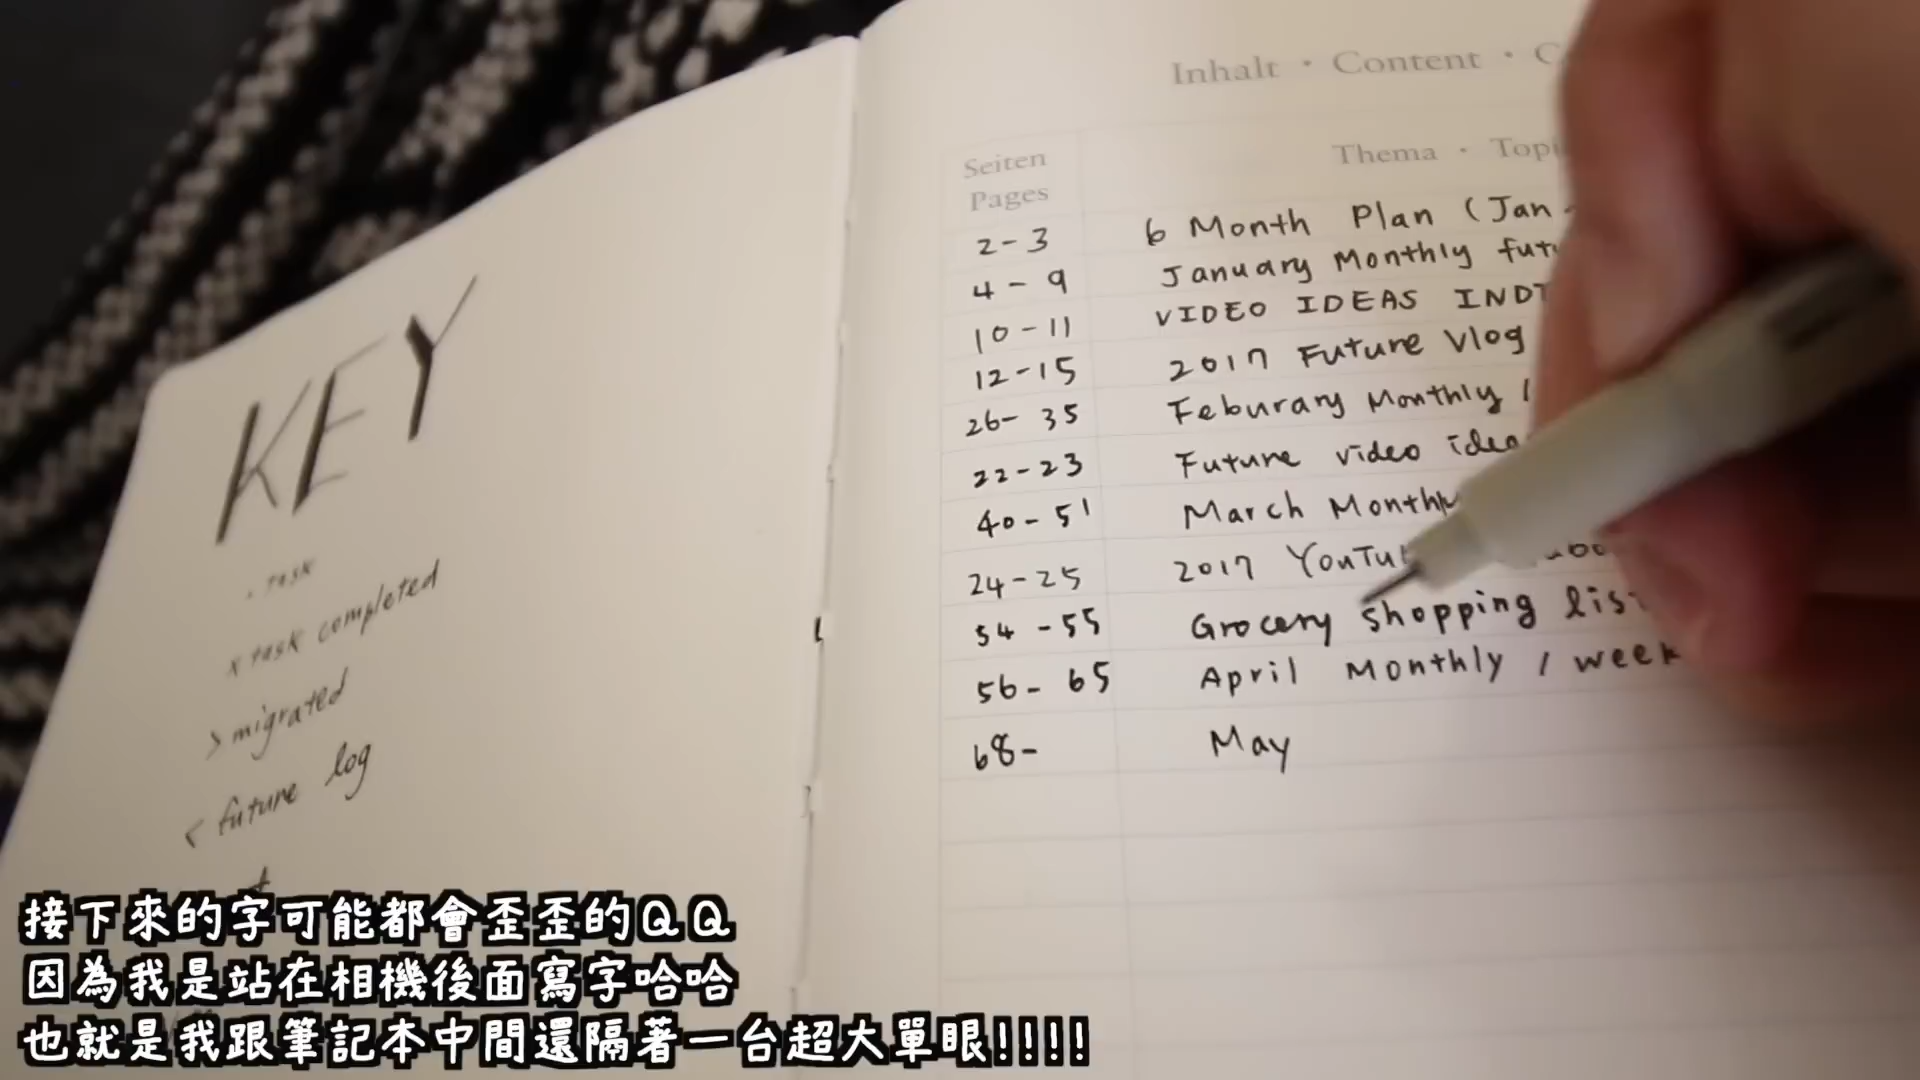 KEY
. task
x task completed
> migrated
< future log
Inhalt · Content ·
Seiten
Pages
Thema ·
2-3 6 Month Plan (Jan
4-9 January Monthly
10-11 VIDEO IDEAS
12-15 2017 Future Vlog
26-35 Feburary Monthly /
22-23 Future video
40-51 March Monthly
24-25 2017
54-55 Grocery shopping
56-65 April Monthly /
68- May
接下來的字可能都會歪歪的QQ
因為我是站在相機後面寫字哈哈
也就是我跟筆記本中間還隔著一台超大單眼!!!!